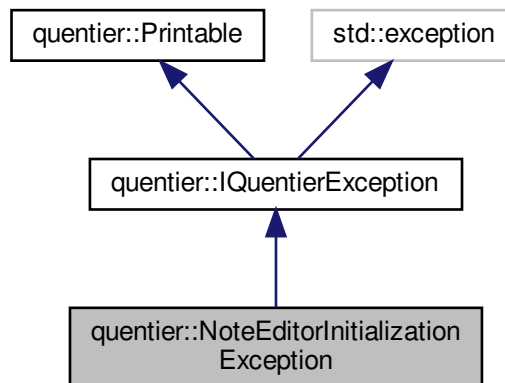 quentier::Printable
std::exception
quentier::IQuentierException
quentier::NoteEditorInitialization
Exception